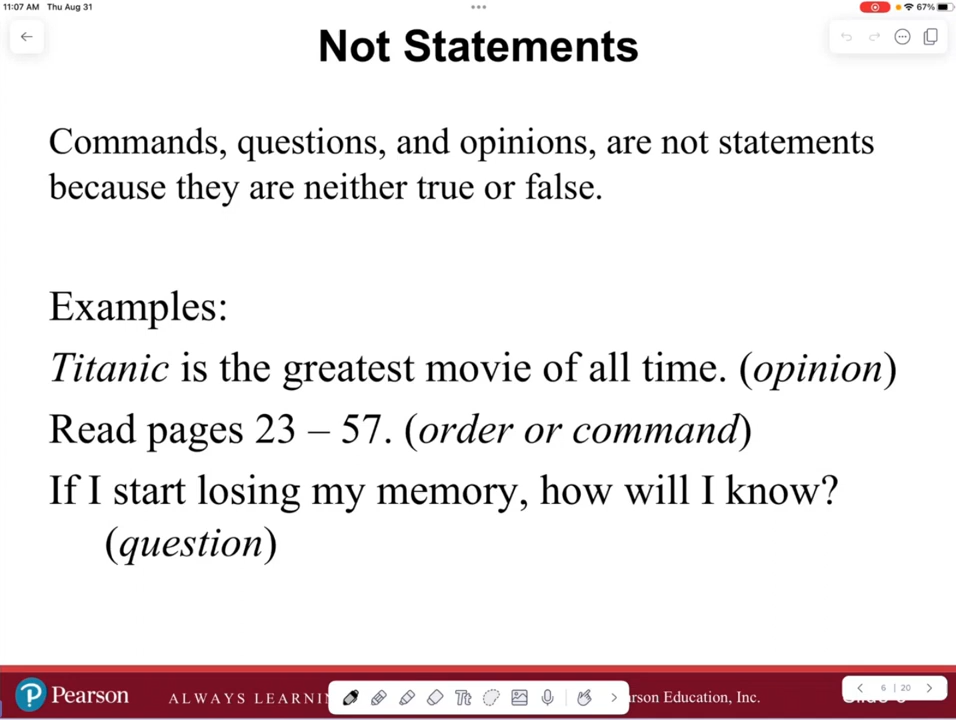 11:07 AM Thu Aug 31
67%
Not Statements
Commands, questions, and opinions, are not statements
because they are neither true or false.
Examples:
Titanic is the greatest movie of all time. (opinion)
Read pages 23 – 57. (order or command)
If I start losing my memory, how will I know?
(question)
Pearson
ALWAYS LEARNIN
Tt
rson Education, Inc.
6 | 20